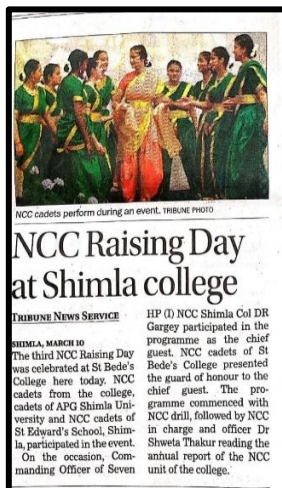 NCC cadets perform during an event. TRIBUNE PHOTO
NCC Raising Day
at Shimla college
TRIBUNE NEWS SERVICE
SHIMLA, MARCH 10
The third NCC Raising Day
was celebrated at St Bede's
College here today. NCC
cadets from the college,
cadets of APG Shimla Uni-
versity and NCC cadets of
St Edward's School, Shim-
la, participated in the event.
On the occasion, Com-
manding Officer of Seven
HP (I) NCC Shimla Col DR
Gargey participated in the
programme as the chief
guest. NCC cadets of St
Bede's College presented
the guard of honour to the
chief guest. The pro-
gramme commenced with
NCC drill, followed by NCC
in charge and officer Dr
Shweta Thakur reading the
annual report of the NCC
unit of the college.